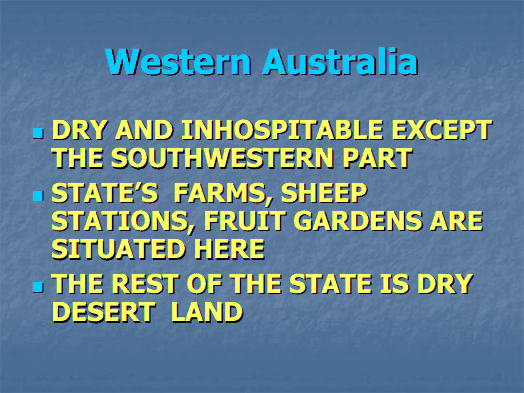 Western Australia
DRY AND INHOSPITABLE EXCEPT
THE SOUTHWESTERN PART
STATE’S  FARMS, SHEEP
STATIONS, FRUIT GARDENS ARE
SITUATED HERE
THE REST OF THE STATE IS DRY
DESERT  LAND